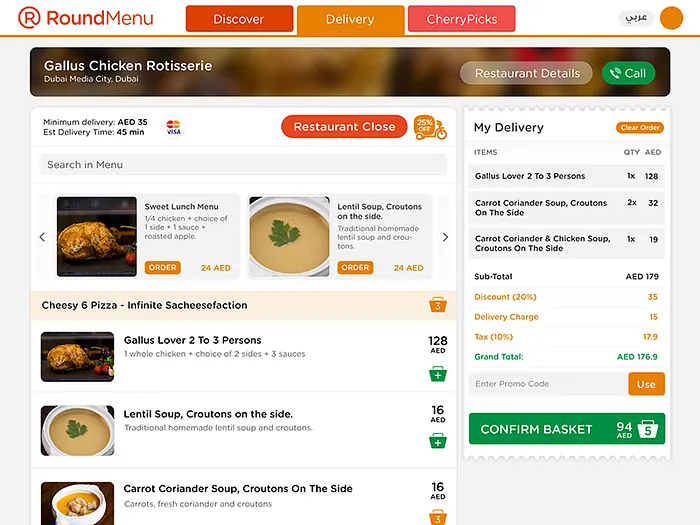 R RoundMenu
Discover
Delivery
CherryPicks
عربي
Gallus Chicken Rotisserie
Dubai Media City, Dubai
Restaurant Details
Call
Minimum delivery: AED 35
Est Delivery Time: 45 min
VISA
Restaurant Close
25%
OFF
Search in Menu
Sweet Lunch Menu
1/4 chicken + choice of
1 side + 1 sauce +
roasted apple.
ORDER
24 AED
Lentil Soup, Croutons
on the side.
Traditional homemade
lentil soup and crou-
tons.
ORDER
24 AED
Cheesy 6 Pizza - Infinite Sacheesefaction
3
Gallus Lover 2 To 3 Persons
1 whole chicken + choice of 2 sides + 3 sauces
128
AED
Lentil Soup, Croutons on the side.
Traditional homemade lentil soup and croutons.
16
AED
Carrot Coriander Soup, Croutons On The Side
Carrots, fresh coriander and croutons
16
AED
3
My Delivery
Clear Order
ITEMS QTY AED
Gallus Lover 2 To 3 Persons 1x 128
Carrot Coriander Soup, Croutons
On The Side 2x 32
Carrot Coriander & Chicken Soup,
Croutons On The Side 1x 19
Sub-Total AED 179
Discount (20%) 35
Delivery Charge 15
Tax (10%) 17.9
Grand Total: AED 176.9
Enter Promo Code
Use
CONFIRM BASKET
94
AED
5